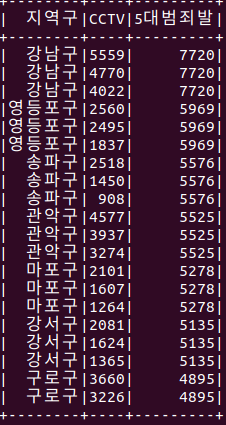 +--------+----+---------+
|  지역구|CCTV|5대범죄발|
+--------+----+---------+
|  강남구|5559|     7720|
|  강남구|4770|     7720|
|  강남구|4022|     7720|
|영등포구|2560|     5969|
|영등포구|2495|     5969|
|영등포구|1837|     5969|
|  송파구|2518|     5576|
|  송파구|1450|     5576|
|  송파구| 908|     5576|
|  관악구|4577|     5525|
|  관악구|3937|     5525|
|  관악구|3274|     5525|
|  마포구|2101|     5278|
|  마포구|1607|     5278|
|  마포구|1264|     5278|
|  강서구|2081|     5135|
|  강서구|1624|     5135|
|  강서구|1365|     5135|
|  구로구|3660|     4895|
|  구로구|3226|     4895|
+--------+----+---------+